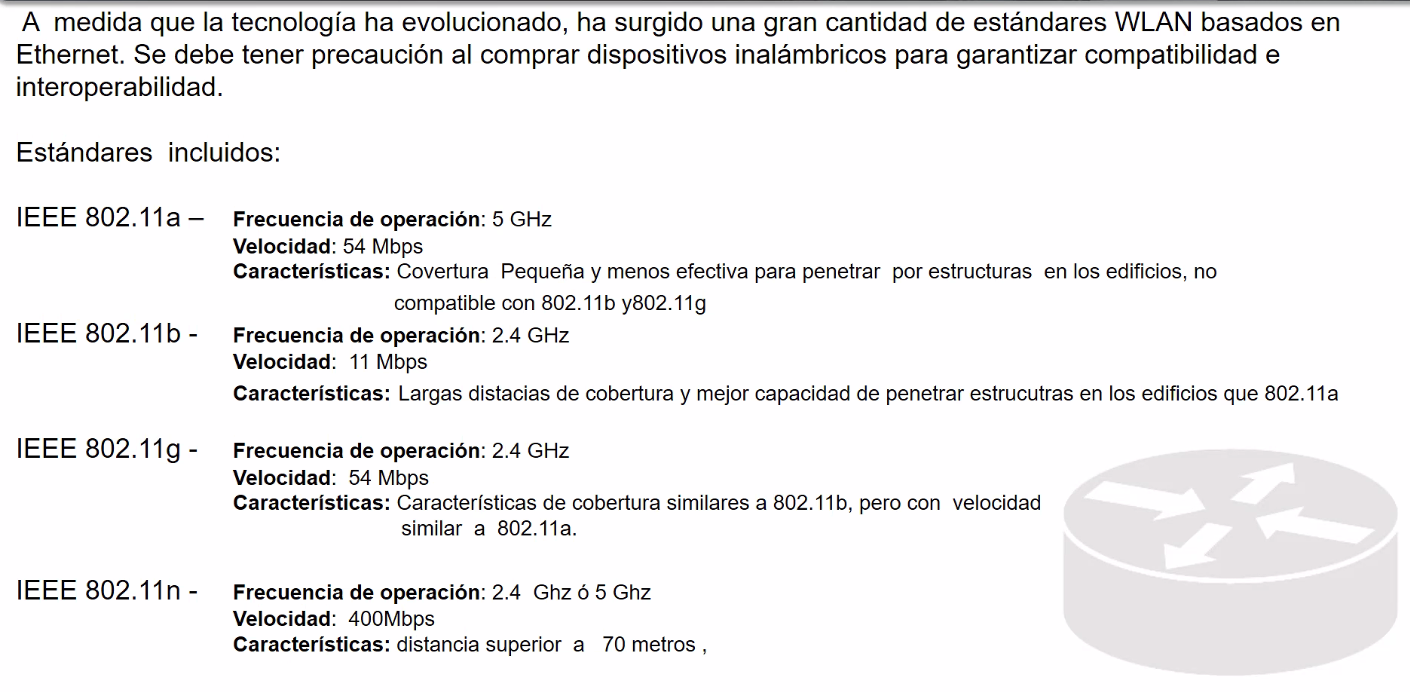 A medida que la tecnología ha evolucionado, ha surgido una gran cantidad de estándares WLAN basados en
Ethernet. Se debe tener precaución al comprar dispositivos inalámbricos para garantizar compatibilidad e
interoperabilidad.
Estándares incluidos:
IEEE 802.11a – Frecuencia de operación: 5 GHz
Velocidad: 54 Mbps
Características: Covertura Pequeña y menos efectiva para penetrar por estructuras en los edificios, no
compatible con 802.11b y802.11g
IEEE 802.11b - Frecuencia de operación: 2.4 GHz
Velocidad: 11 Mbps
Características: Largas distacias de cobertura y mejor capacidad de penetrar estrucutras en los edificios que 802.11a
IEEE 802.11g - Frecuencia de operación: 2.4 GHz
Velocidad: 54 Mbps
Características: Características de cobertura similares a 802.11b, pero con velocidad
similar a 802.11a.
IEEE 802.11n - Frecuencia de operación: 2.4 Ghz ó 5 Ghz
Velocidad: 400Mbps
Características: distancia superior a 70 metros ,